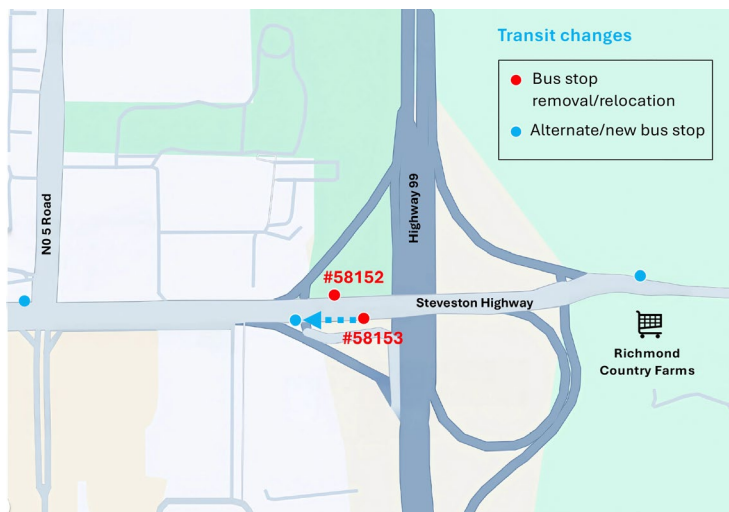 Transit changes
Bus stop
removal/relocation
Alternate/new bus stop
N0 5 Road
Highway 99
#58152
Steveston Highway
#58153
Richmond
Country Farms